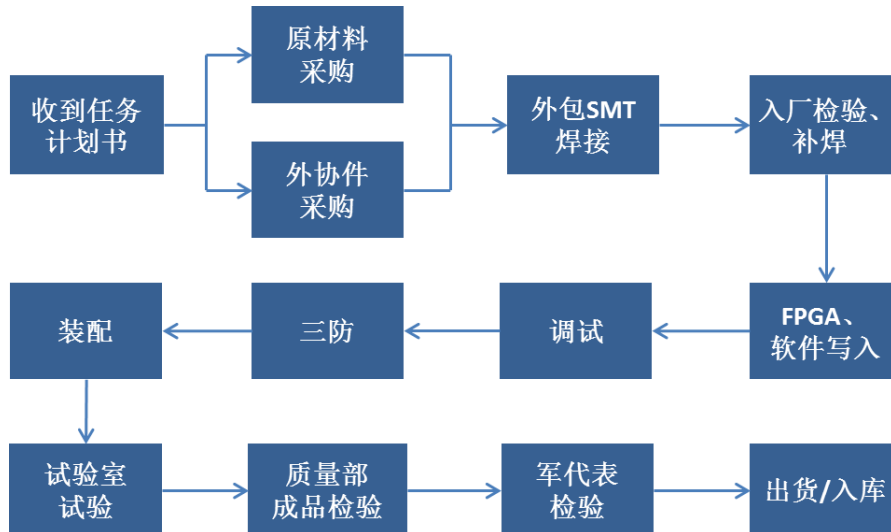 收到任务
计划书
原材料
采购
外协件
采购
外包SMT
焊接
入厂检验、
补焊
FPGA、
软件写入
调试
三防
装配
试验室
试验
质量部
成品检验
军代表
检验
出货/入库